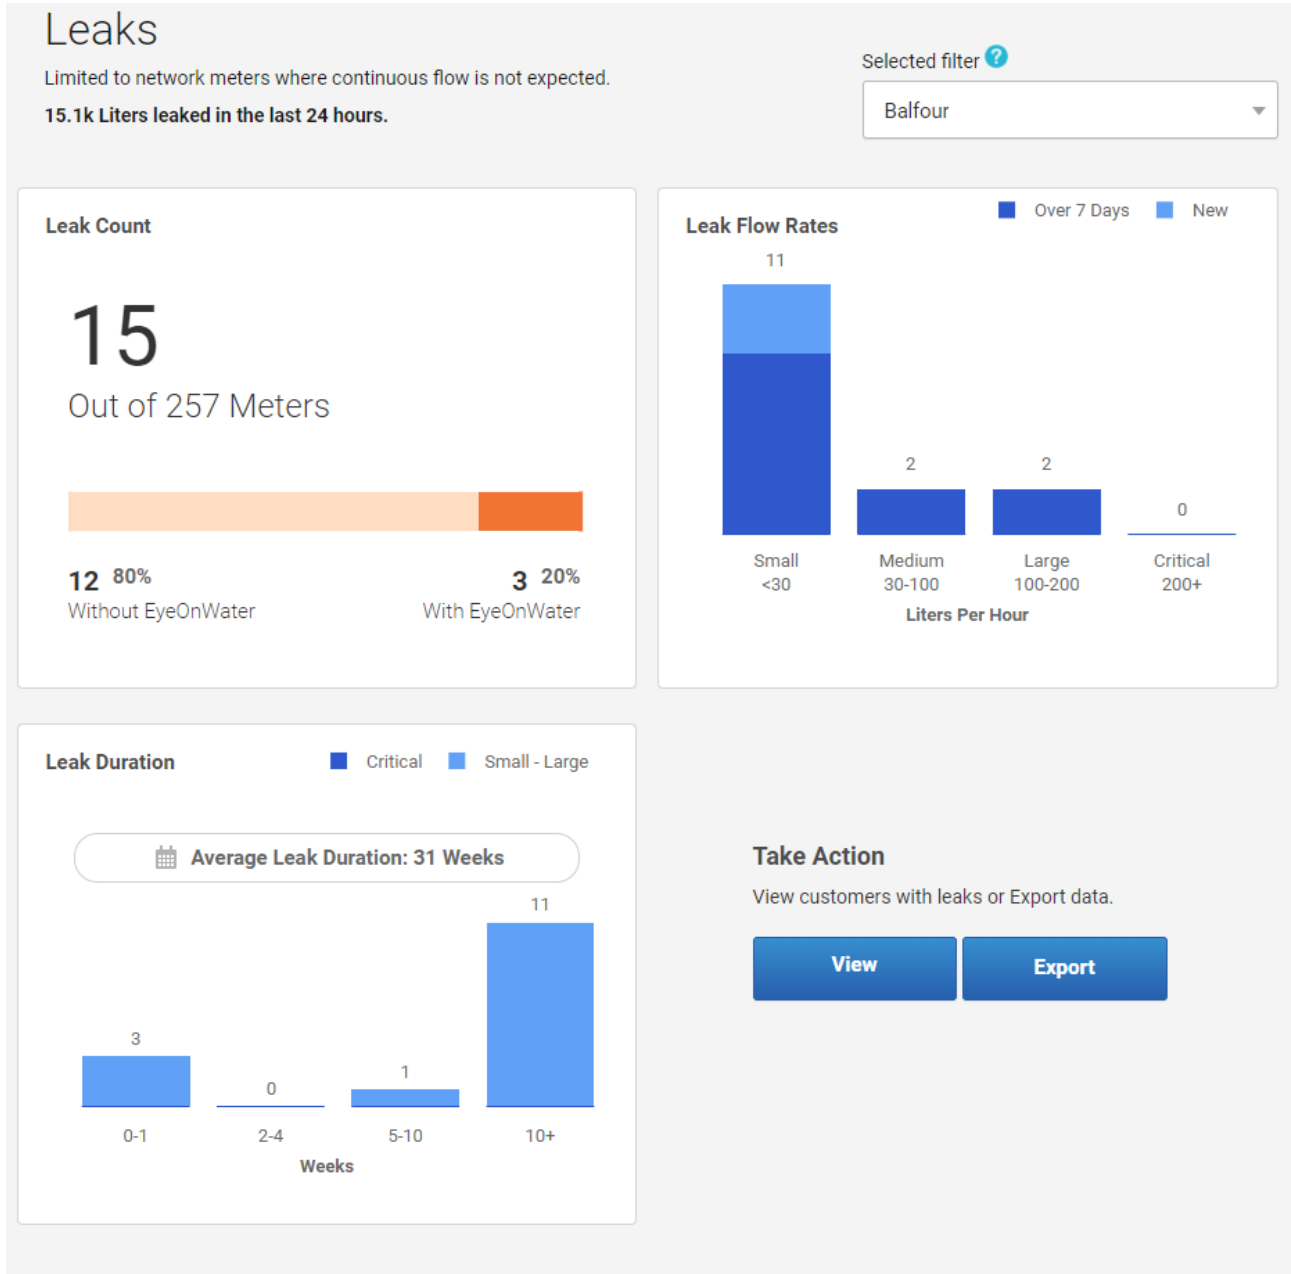 Leaks
Limited to network meters where continuous flow is not expected.
15.1k Liters leaked in the last 24 hours.
Selected filter ?
Balfour
Leak Count
15
Out of 257 Meters
12 80%
Without EyeOnWater
3 20%
With EyeOnWater
Leak Flow Rates
Over 7 Days New
11
2
2
0
Small
<30
Medium
30-100
Large
100-200
Critical
200+
Liters Per Hour
Leak Duration
Critical Small - Large
Average Leak Duration: 31 Weeks
3
0
1
11
0-1
2-4
5-10
10+
Weeks
Take Action
View customers with leaks or Export data.
View
Export